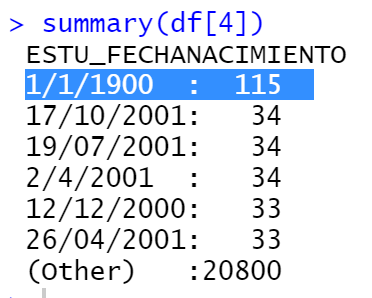 > summary(df[4])
ESTU_FECHANACIMIENTO
1/1/1900 : 115
17/10/2001: 34
19/07/2001: 34
2/4/2001 : 34
12/12/2000: 33
26/04/2001: 33
(Other) :20800